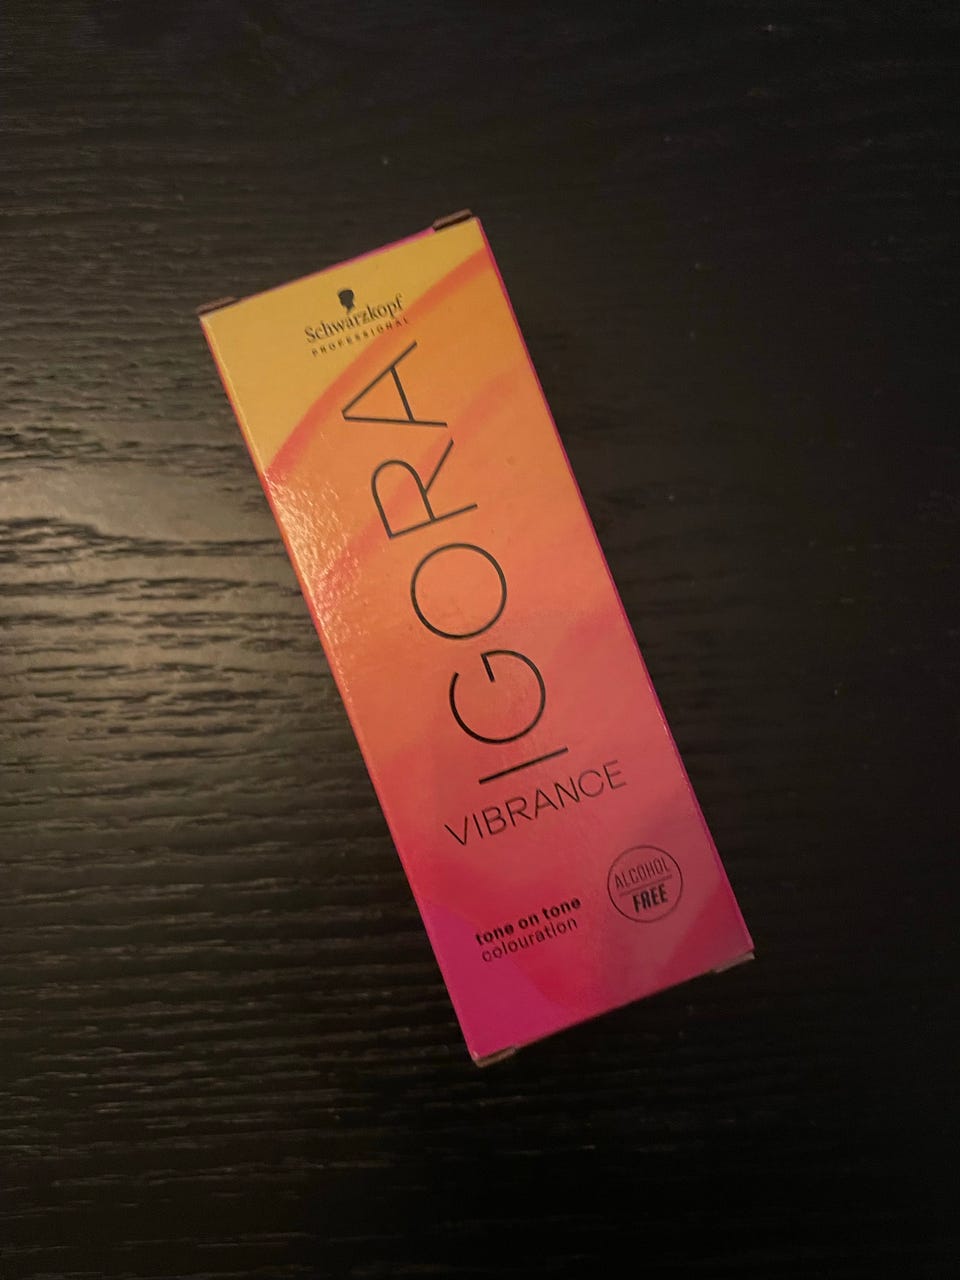 Schwarzkopf
PROFESSIONAL
IGORA
VIBRANCE
ALCOHOL
FREE
tone on tone
colouration